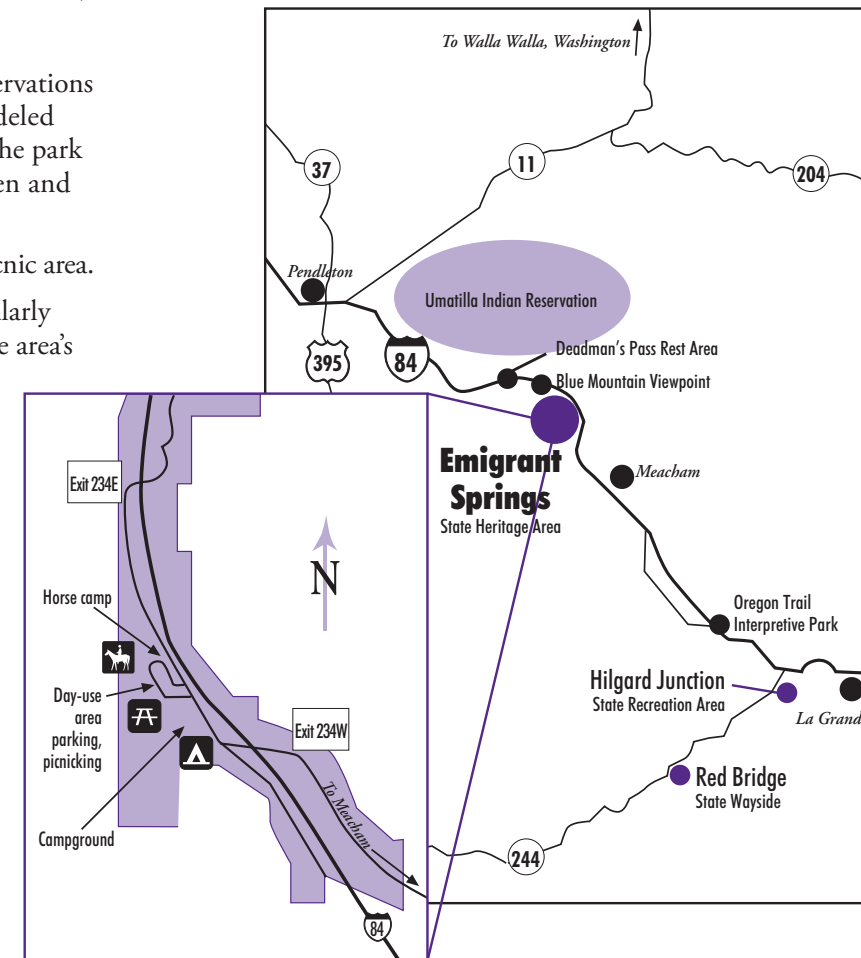 ervations
deled
he park
en and
cnic area.
larly
e area's
To Walla Walla, Washington
37
11
204
Pendleton
Umatilla Indian Reservation
395
84
Deadman's Pass Rest Area
Blue Mountain Viewpoint
Emigrant
Springs
State Heritage Area
Meacham
Oregon Trail
Interpretive Park
Hilgard Junction
State Recreation Area
La Grand
Red Bridge
State Wayside
244
Exit 234E
N
Horse camp
Day-use
area
parking,
picnicking
Exit 234W
To Meacham
Campground
84